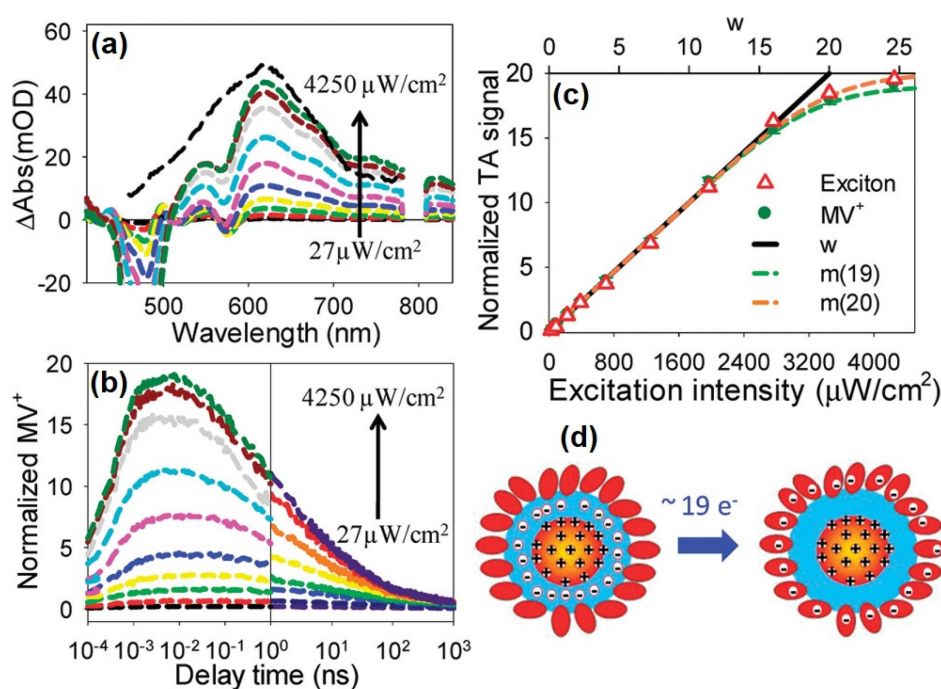 (a)
60
40
20
0
-20
ΔAbs(mOD)
4250 μW/cm²
27μW/cm²
500 600 700 800
Wavelength (nm)
(b)
20
15
10
5
0
Normalized MV⁺
4250 μW/cm²
27μW/cm²
10⁻⁴ 10⁻³ 10⁻² 10⁻¹ 10⁰ 10¹ 10² 10³
Delay time (ns)
w
0 5 10 15 20 25
(c)
20
15
10
5
0
Normalized TA signal
Exciton
MV⁺
w
m(19)
m(20)
0 800 1600 2400 3200 4000
Excitation intensity (μW/cm²)
(d)
~ 19 e⁻